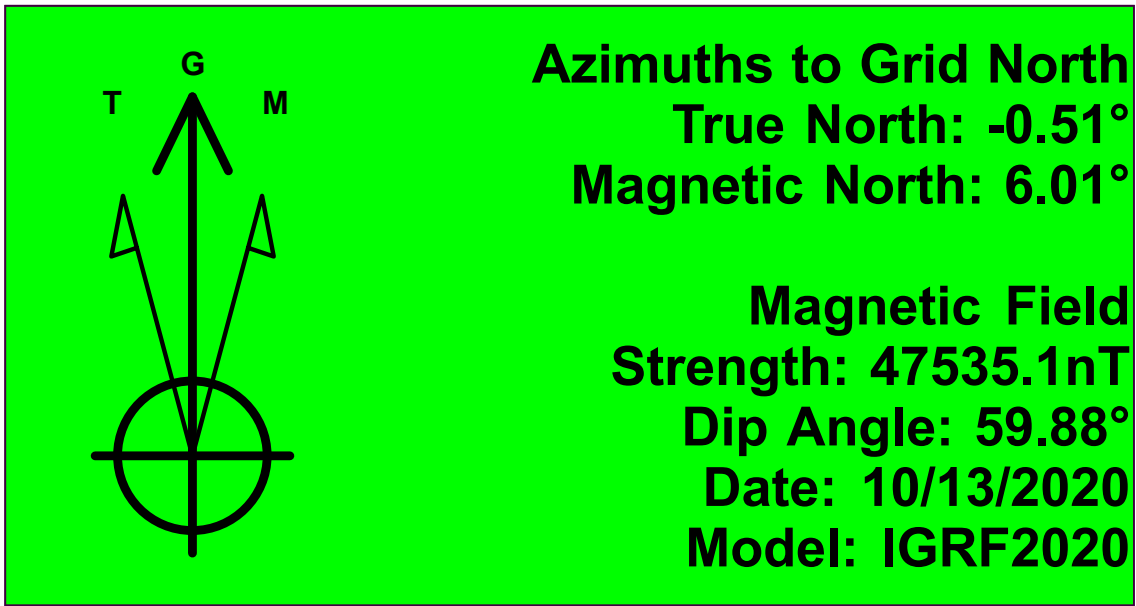 G
T
M
Azimuths to Grid North
True North: -0.51°
Magnetic North: 6.01°
Magnetic Field
Strength: 47535.1nT
Dip Angle: 59.88°
Date: 10/13/2020
Model: IGRF2020